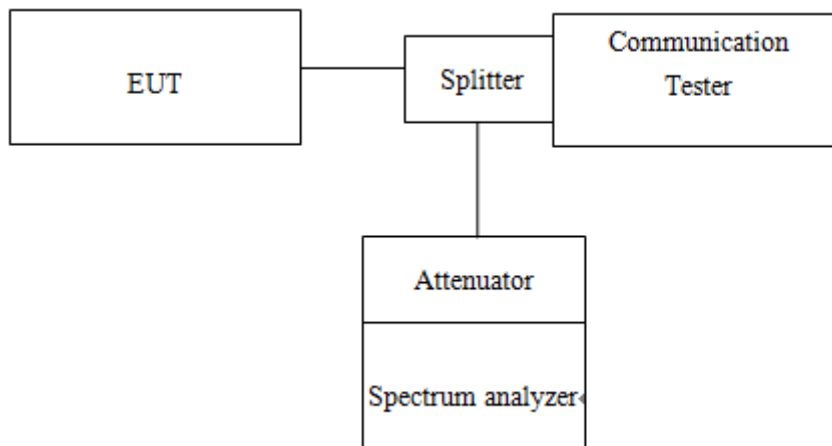 EUT
Splitter
Communication
Tester
Attenuator
Spectrum analyzer